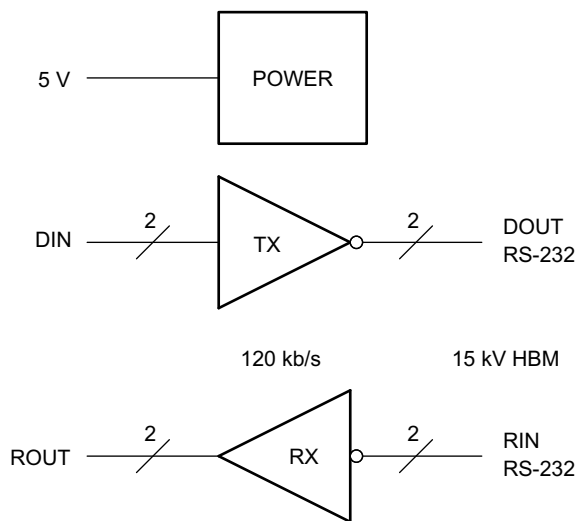 5 V
POWER
2
2
DIN
TX
DOUT
RS-232
120 kb/s
15 kV HBM
2
2
ROUT
RX
RIN
RS-232